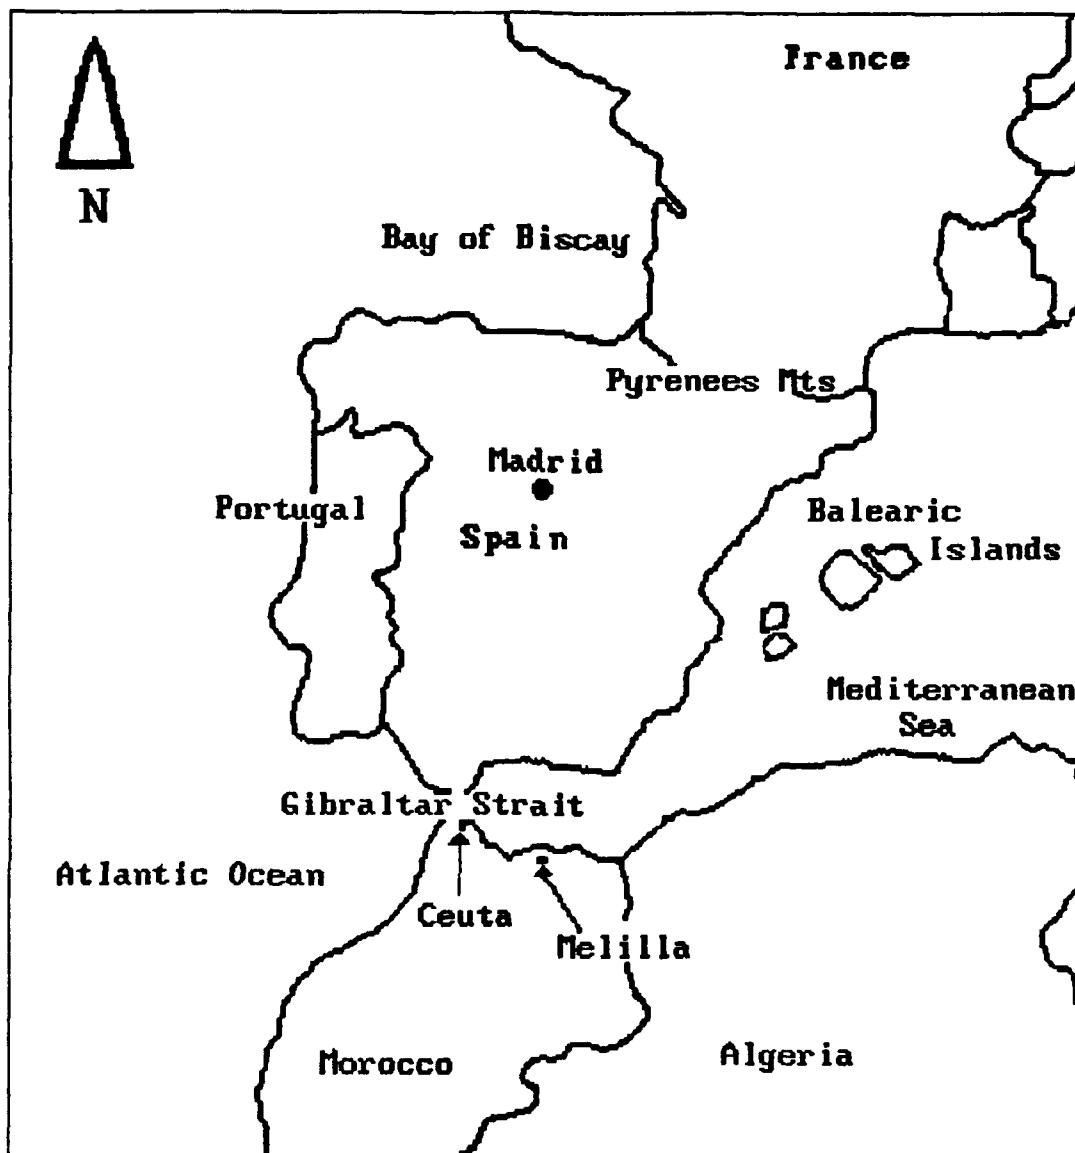 France
N
Bay of Biscay
Pyrenees Mts
Madrid
Portugal
Balearic
Spain
Islands
Mediterranean
Sea
Gibraltar Strait
Atlantic Ocean
Ceuta
Melilla
Morocco
Algeria